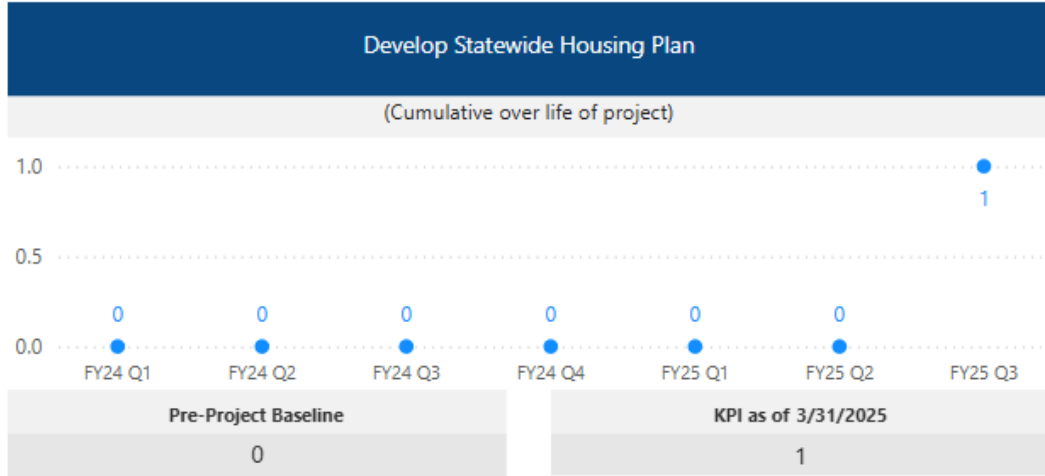 Develop Statewide Housing Plan
(Cumulative over life of project)
1.0
1
0.5
0 0 0 0 0 0
0.0
FY24 Q1 FY24 Q2 FY24 Q3 FY24 Q4 FY25 Q1 FY25 Q2 FY25 Q3
Pre-Project Baseline KPI as of 3/31/2025
0 1